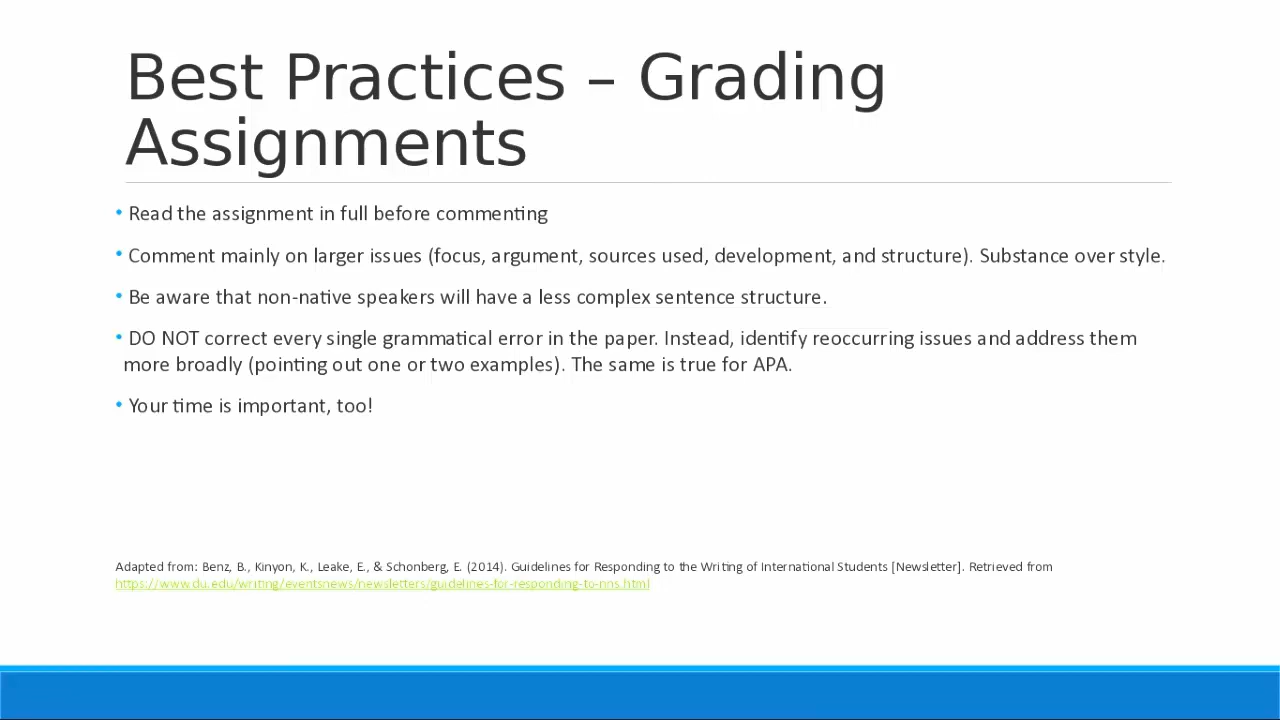 Best Practices – Grading
Assignments
• Read the assignment in full before commenting
• Comment mainly on larger issues (focus, argument, sources used, development, and structure). Substance over style.
• Be aware that non-native speakers will have a less complex sentence structure.
• DO NOT correct every single grammatical error in the paper. Instead, identify reoccurring issues and address them
more broadly (pointing out one or two examples). The same is true for APA.
• Your time is important, too!
Adapted from: Benz, B., Kinyon, K., Leake, E., & Schonberg, E. (2014). Guidelines for Responding to the Writing of International Students [Newsletter]. Retrieved from
https://www.du.edu/writing/eventsnews/newsletters/guidelines-for-responding-to-nns.html